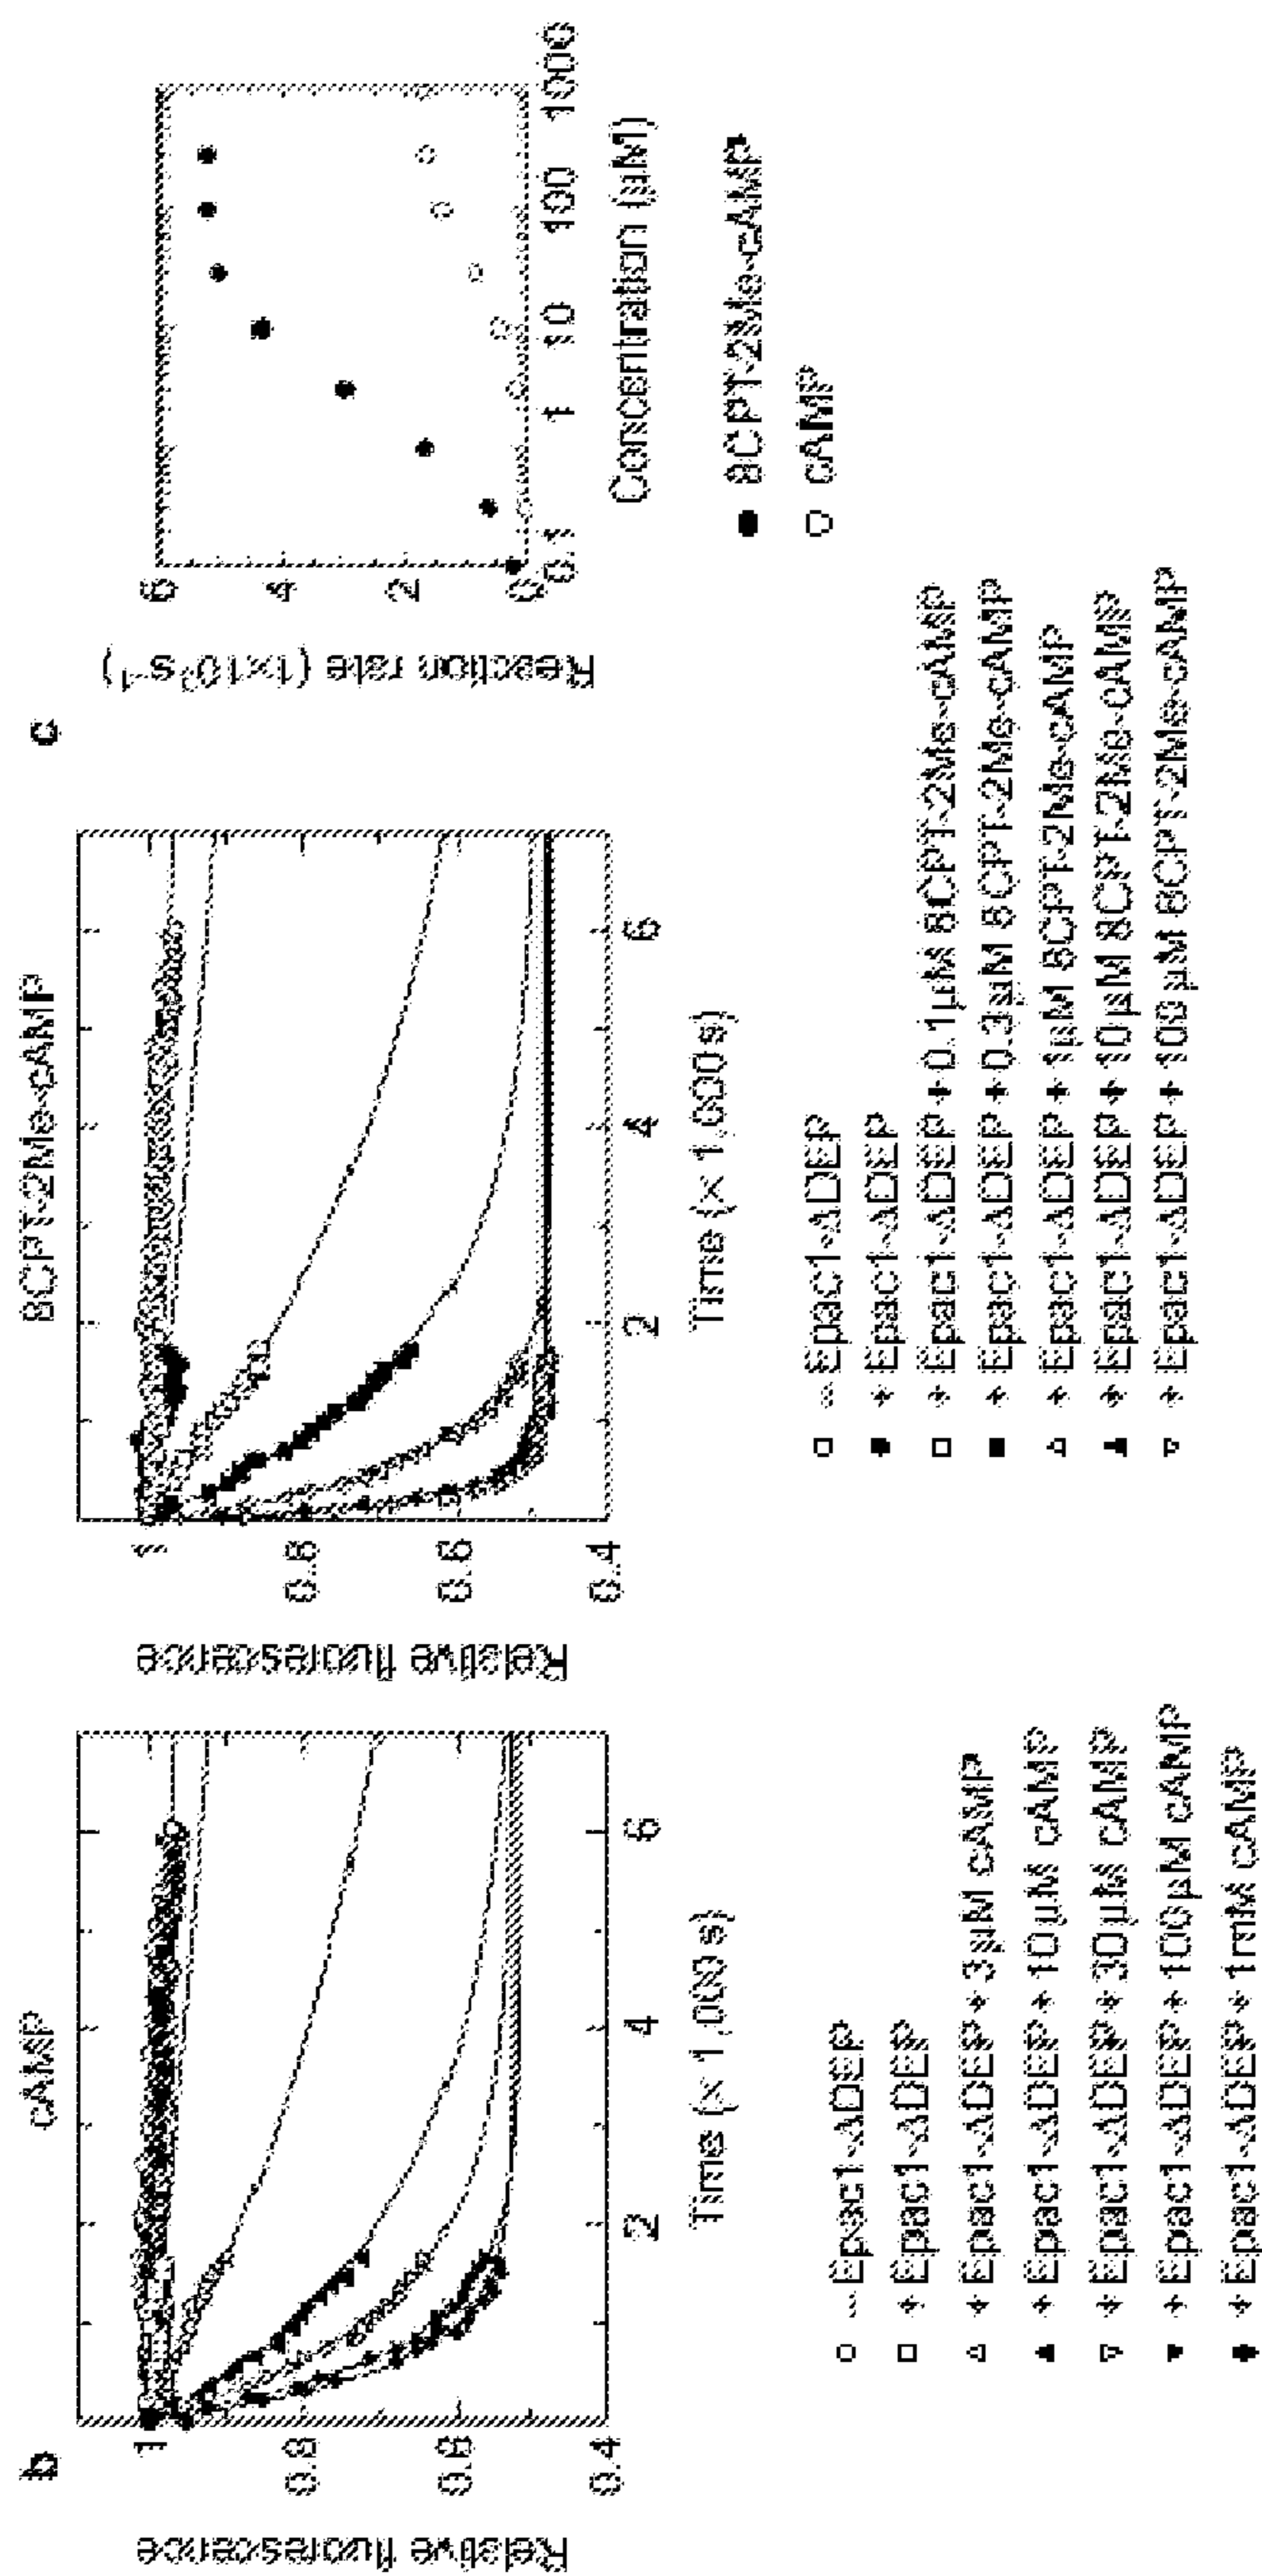 b
cAMP
Relative fluorescence
1
0.8
0.6
0.4
2
4
6
Time (× 1,000 s)
○ −Epac1-ΔDEP
□ +Epac1-ΔDEP
△ +Epac1-ΔDEP+3μM cAMP
▲ +Epac1-ΔDEP+10μM cAMP
▽ +Epac1-ΔDEP+30μM cAMP
▼ +Epac1-ΔDEP+100μM cAMP
◆ +Epac1-ΔDEP+1mM cAMP
8CPT-2Me-cAMP
Relative fluorescence
1
0.8
0.6
0.4
2
4
6
Time (× 1,000 s)
○ −Epac1-ΔDEP
● +Epac1-ΔDEP
□ +Epac1-ΔDEP+0.1μM 8CPT-2Me-cAMP
■ +Epac1-ΔDEP+0.3μM 8CPT-2Me-cAMP
△ +Epac1-ΔDEP+1μM 8CPT-2Me-cAMP
▲ +Epac1-ΔDEP+10μM 8CPT-2Me-cAMP
▽ +Epac1-ΔDEP+100μM 8CPT-2Me-cAMP
c
Reaction rate (1x10³s⁻¹)
6
4
2
0
0.1
1
10
100
1000
Concentration (μM)
● 8CPT-2Me-cAMP
○ cAMP